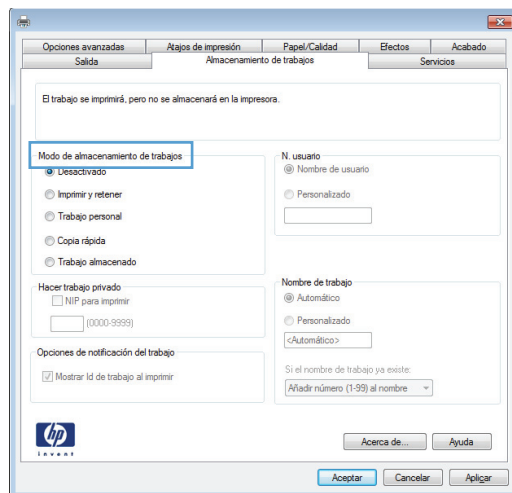 Opciones avanzadas Atajos de impresión Papel/Calidad Efectos Acabado
Salida Almacenamiento de trabajos Servicios
El trabajo se imprimirá, pero no se almacenará en la impresora.
Modo de almacenamiento de trabajos
Desactivado
Imprimir y retener
Trabajo personal
Copia rápida
Trabajo almacenado
N. usuario
Nombre de usuario
Personalizado
Hacer trabajo privado
NIP para imprimir
(0000-9999)
Nombre de trabajo
Automático
Personalizado
<Automático>
Si el nombre de trabajo ya existe:
Añadir número (1-99) al nombre
Opciones de notificación del trabajo
Mostrar Id de trabajo al imprimir
hp
invent
Acerca de... Ayuda
Aceptar Cancelar Aplicar